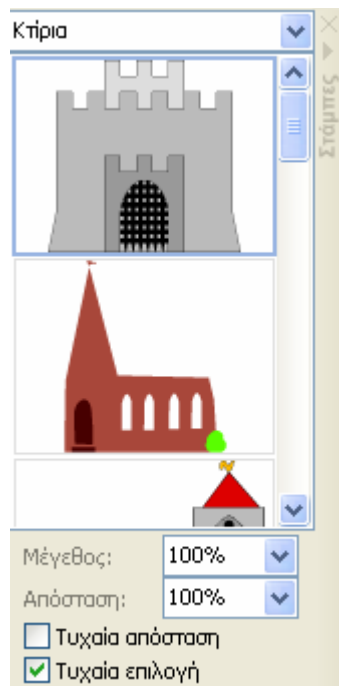 Κτίρια
Στάμπες
Μέγεθος: 100%
Απόσταση: 100%
Τυχαία απόσταση
Τυχαία επιλογή